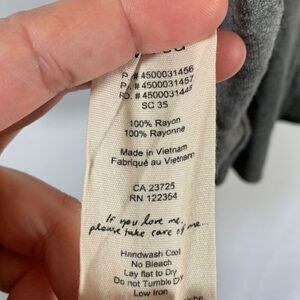 P #4500031456
P #4500031457
PO. #4500031448
SC 35
100% Rayon
100% Rayonne
Made in Vietnam
Fabriqué au Vietnam
CA 23725
RN 122354
If you love me,
please take care of me...
Handwash Cool
No Bleach
Lay flat to Dry
Do not Tumble Dry
Low Iron